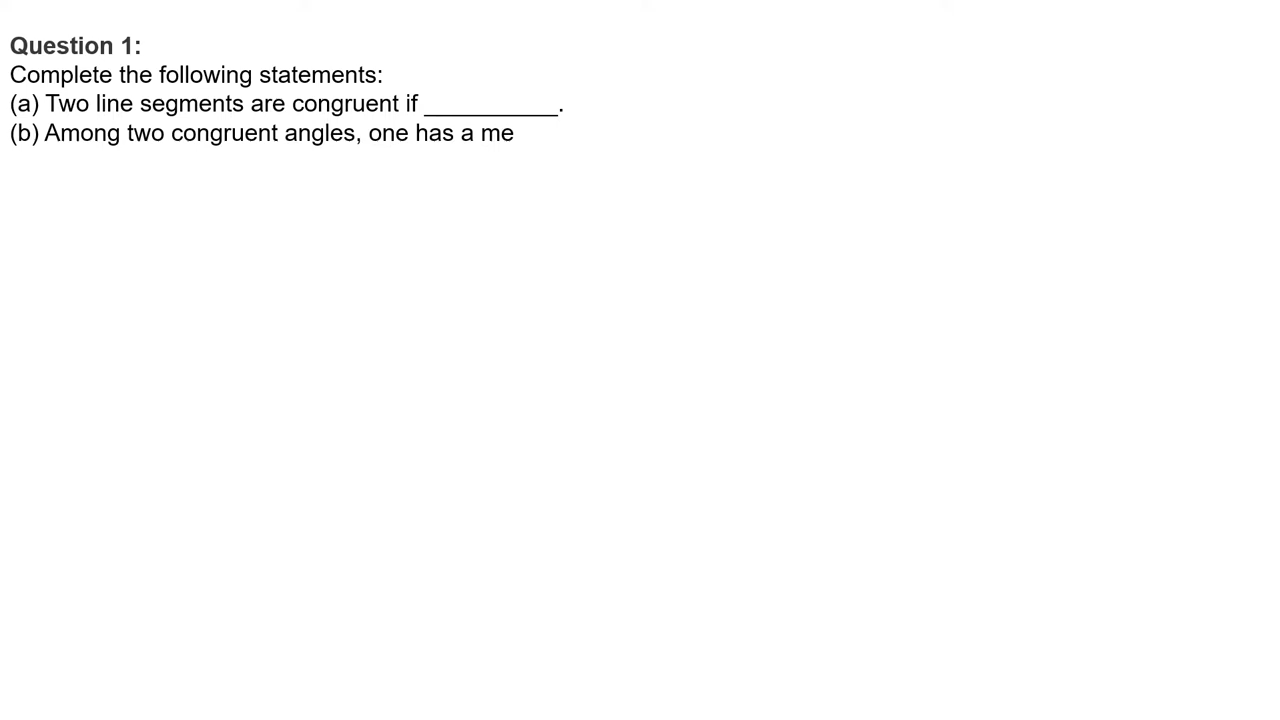 Question 1:
Complete the following statements:
(a) Two line segments are congruent if __________.
(b) Among two congruent angles, one has a me